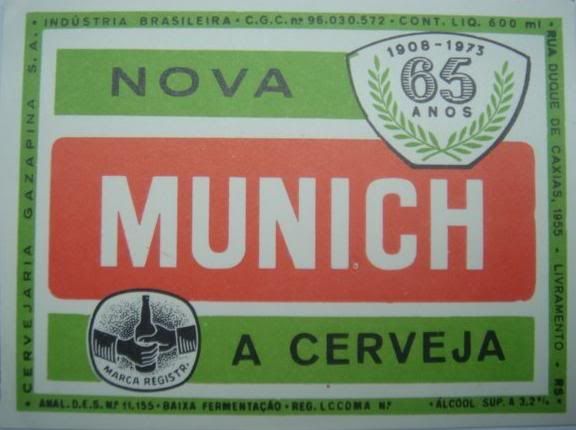 • INDÚSTRIA BRASILEIRA • C.G.C. nº 96.030.572 • CONT. LIQ. 600 ml •
CERVEJARIA GAZAPINA S.A.
RUA DUQUE DE CAXIAS, 1955 • LIVRAMENTO • RS •
1908-1973
65
ANOS
NOVA
MUNICH
A CERVEJA
MARCA REGISTR.
• ANAL. D.E.S. Nº 11.155 • BAIXA FERMENTAÇÃO • REG. LCCOMA Nº • ÁLCOOL SUP. A 3,2%